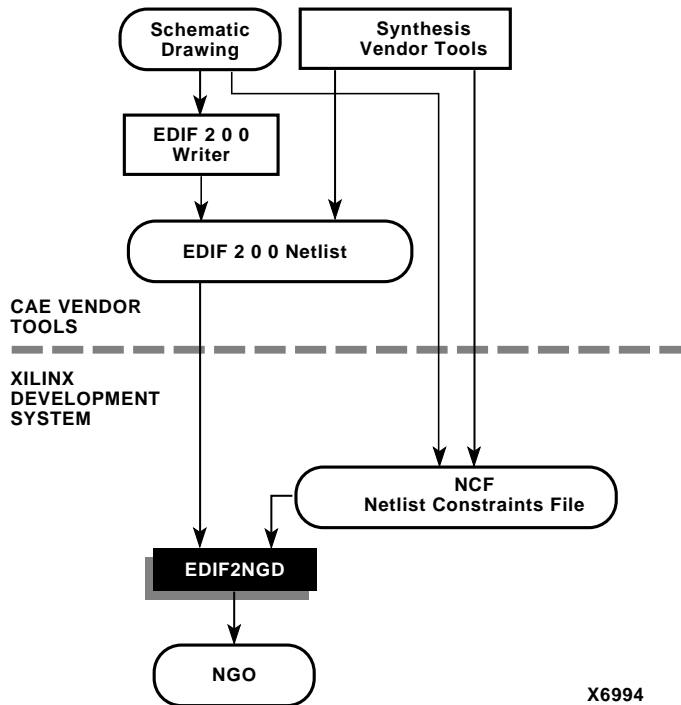 Schematic
Drawing
Synthesis
Vendor Tools
EDIF 2 0 0
Writer
EDIF 2 0 0 Netlist
CAE VENDOR
TOOLS
XILINX
DEVELOPMENT
SYSTEM
NCF
Netlist Constraints File
EDIF2NGD
NGO
X6994